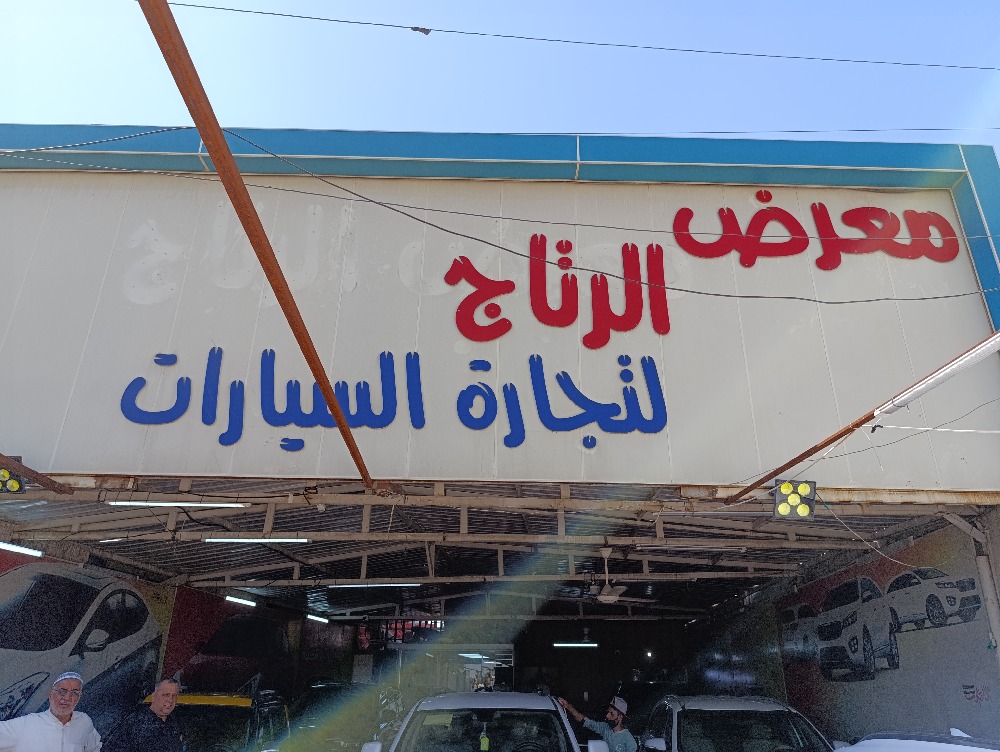 معرض
الرتاج
لتجارة السيارات